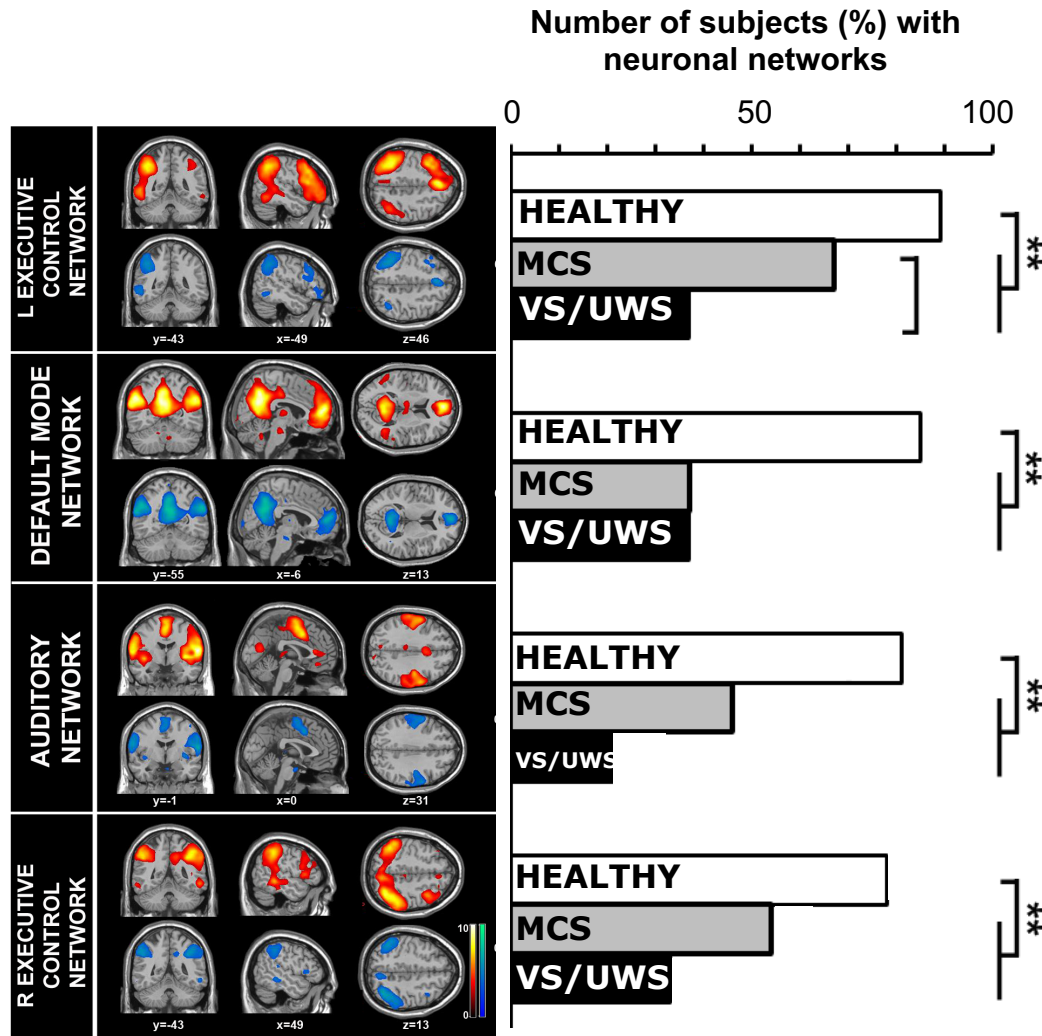 Number of subjects (%) with
neuronal networks
0 50 100
L EXECUTIVE
CONTROL
NETWORK
y=-43 x=-49 z=46
HEALTHY
MCS
VS/UWS
**
DEFAULT MODE
NETWORK
y=-55 x=-6 z=13
HEALTHY
MCS
VS/UWS
**
AUDITORY
NETWORK
y=-1 x=0 z=31
HEALTHY
MCS
VS/UWS
**
R EXECUTIVE
CONTROL
NETWORK
10
0
y=-43 x=49 z=13
HEALTHY
MCS
VS/UWS
**